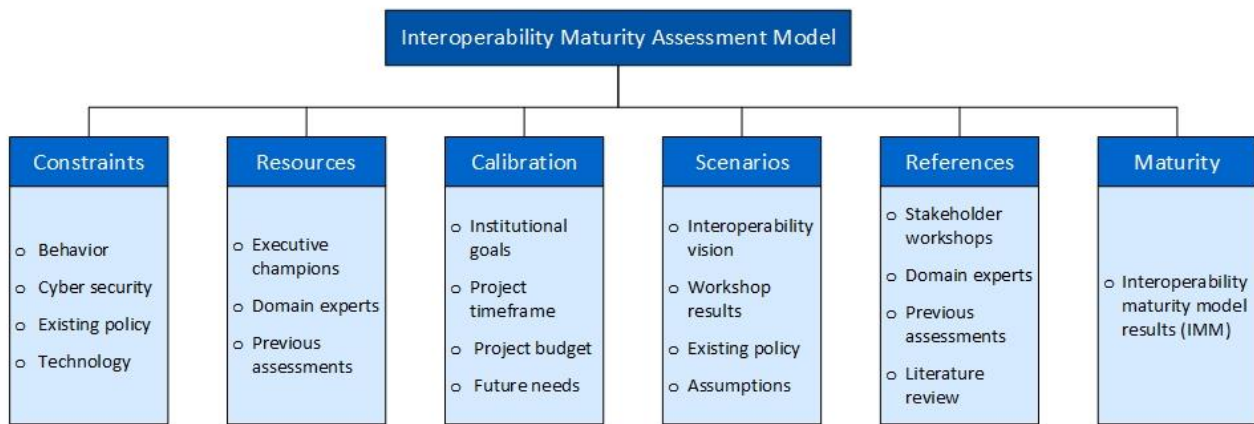 Interoperability Maturity Assessment Model
Constraints
Behavior
Cyber security
Existing policy
Technology
Resources
Executive
champions
Domain experts
Previous
assessments
Calibration
Institutional
goals
Project
timeframe
Project budget
Future needs
Scenarios
Interoperability
vision
Workshop
results
Existing policy
Assumptions
References
Stakeholder
workshops
Domain experts
Previous
assessments
Literature
review
Maturity
Interoperability
maturity model
results (IMM)